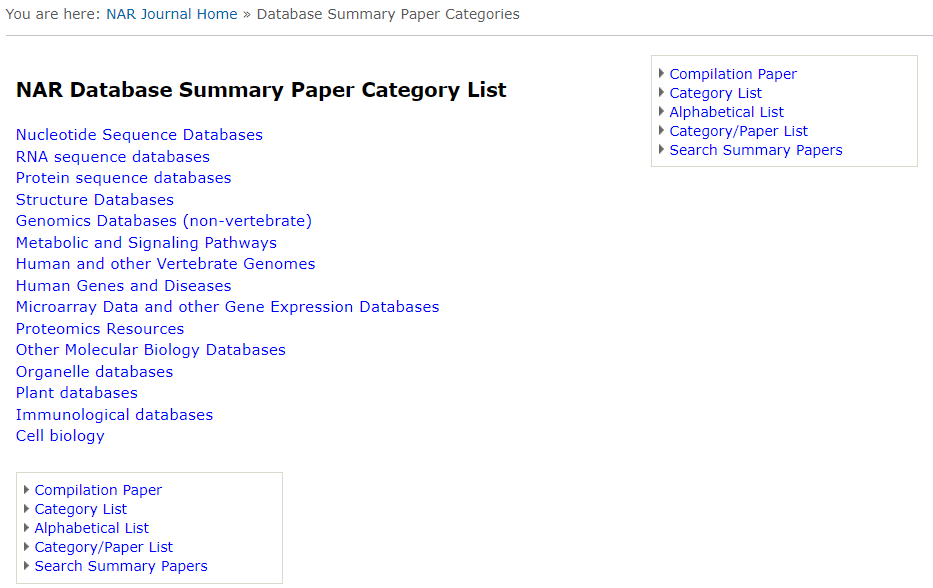 You are here: NAR Journal Home » Database Summary Paper Categories
NAR Database Summary Paper Category List
Compilation Paper
Category List
Alphabetical List
Category/Paper List
Search Summary Papers
Nucleotide Sequence Databases
RNA sequence databases
Protein sequence databases
Structure Databases
Genomics Databases (non-vertebrate)
Metabolic and Signaling Pathways
Human and other Vertebrate Genomes
Human Genes and Diseases
Microarray Data and other Gene Expression Databases
Proteomics Resources
Other Molecular Biology Databases
Organelle databases
Plant databases
Immunological databases
Cell biology
Compilation Paper
Category List
Alphabetical List
Category/Paper List
Search Summary Papers